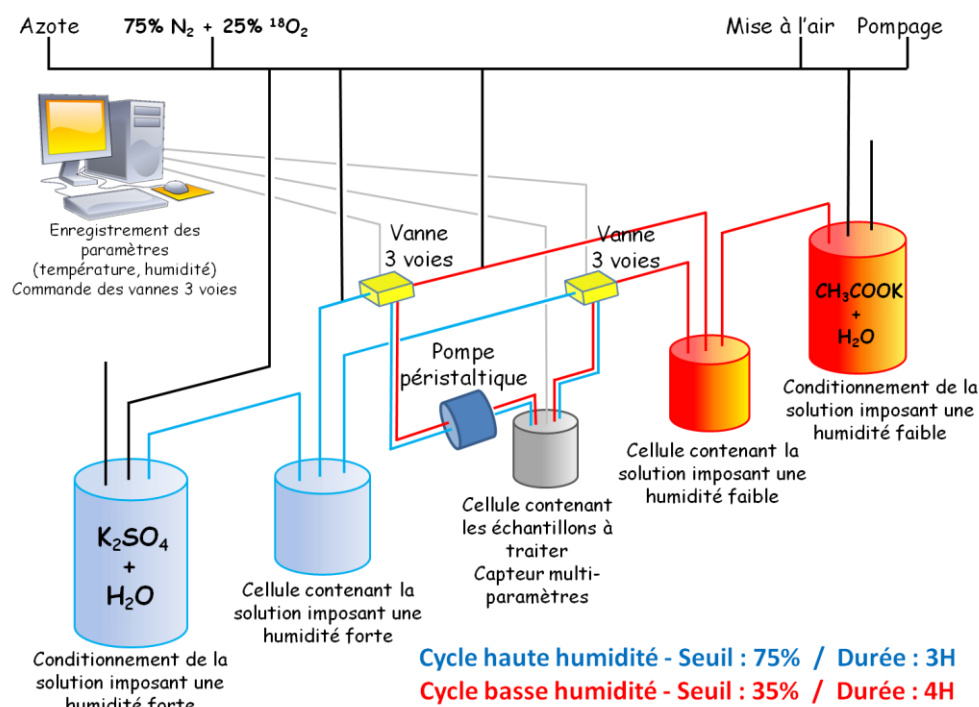 Azote
75% N₂ + 25% ¹⁸O₂
Mise à l'air
Pompage
Enregistrement des
paramètres
(température, humidité)
Commande des vannes 3 voies
Vanne
3 voies
Vanne
3 voies
CH₃COOK
+
H₂O
Pompe
péristaltique
Conditionnement de la
solution imposant une
humidité faible
Cellule contenant la
solution imposant une
humidité faible
Cellule contenant
les échantillons à
traiter
Capteur multi-
paramètres
K₂SO₄
+
H₂O
Cellule contenant la
solution imposant une
humidité forte
Conditionnement de la
solution imposant une
humidité forte
Cycle haute humidité - Seuil : 75% / Durée : 3H
Cycle basse humidité - Seuil : 35% / Durée : 4H